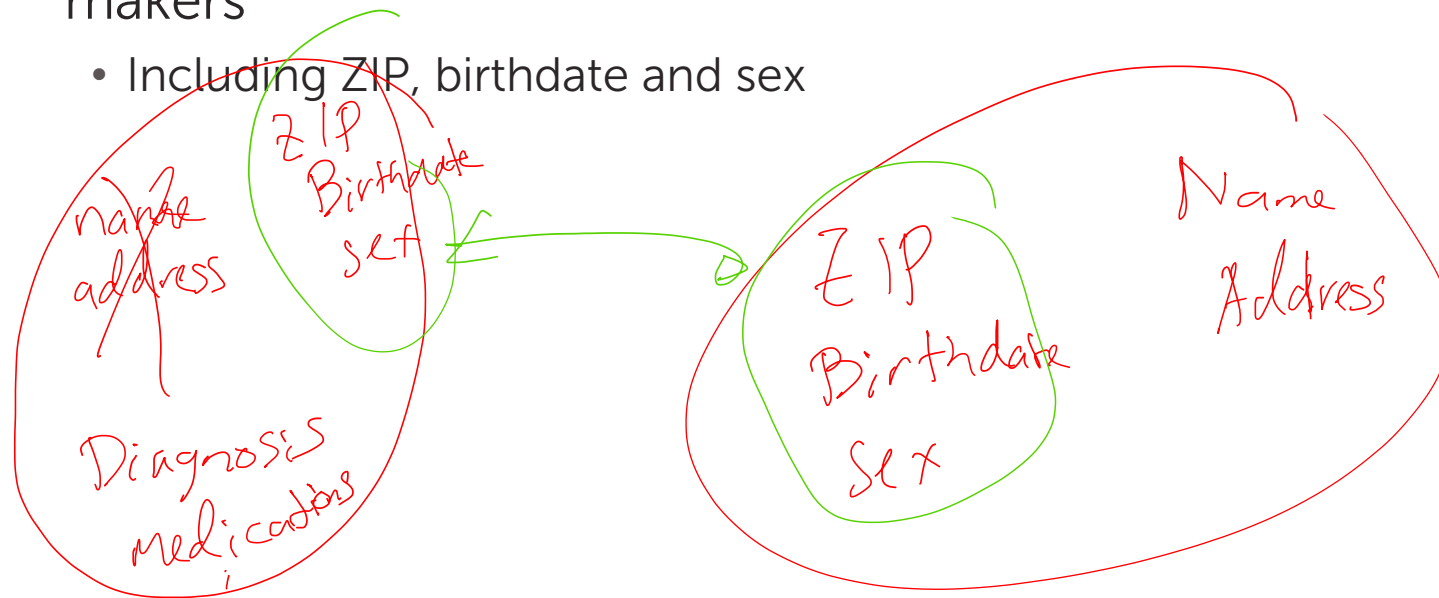 makers
• Including ZIP, birthdate and sex
ZIP
Birthdate
sex
name
address
Diagnosis
medications
ZIP
Birthdate
Sex
Name
Address